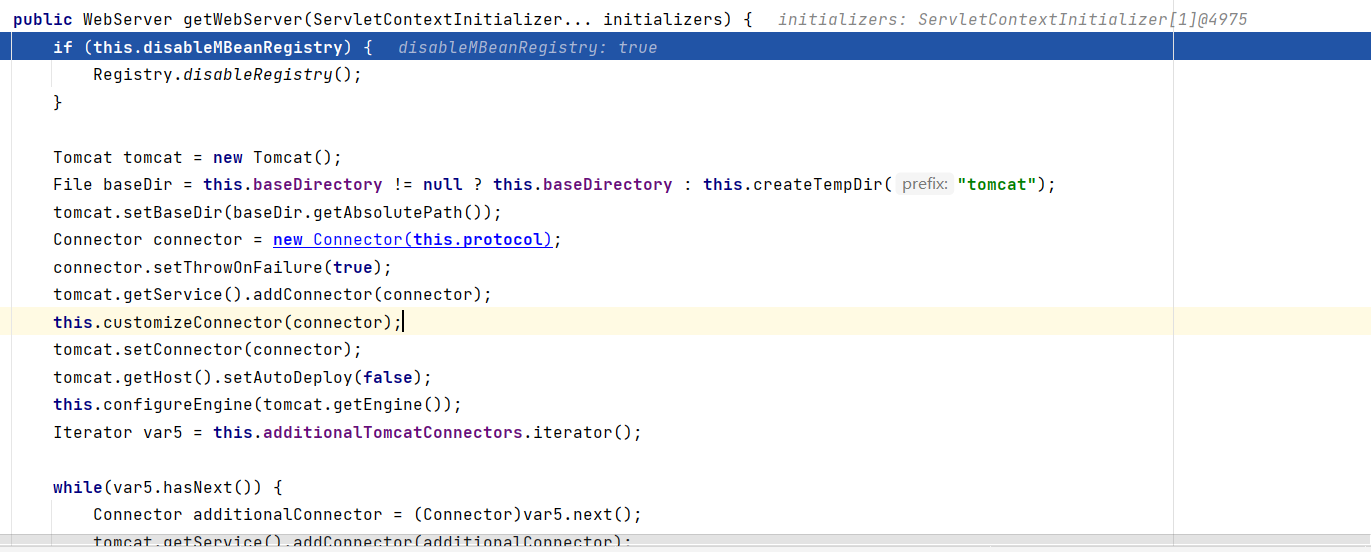 public WebServer getWebServer(ServletContextInitializer... initializers) {   initializers: ServletContextInitializer[1]@4975
    if (this.disableMBeanRegistry) {   disableMBeanRegistry: true
        Registry.disableRegistry();
    }
    Tomcat tomcat = new Tomcat();
    File baseDir = this.baseDirectory != null ? this.baseDirectory : this.createTempDir( prefix: "tomcat");
    tomcat.setBaseDir(baseDir.getAbsolutePath());
    Connector connector = new Connector(this.protocol);
    connector.setThrowOnFailure(true);
    tomcat.getService().addConnector(connector);
    this.customizeConnector(connector);
    tomcat.setConnector(connector);
    tomcat.getHost().setAutoDeploy(false);
    this.configureEngine(tomcat.getEngine());
    Iterator var5 = this.additionalTomcatConnectors.iterator();
    while(var5.hasNext()) {
        Connector additionalConnector = (Connector)var5.next();
        tomcat.getService().addConnector(additionalConnector);